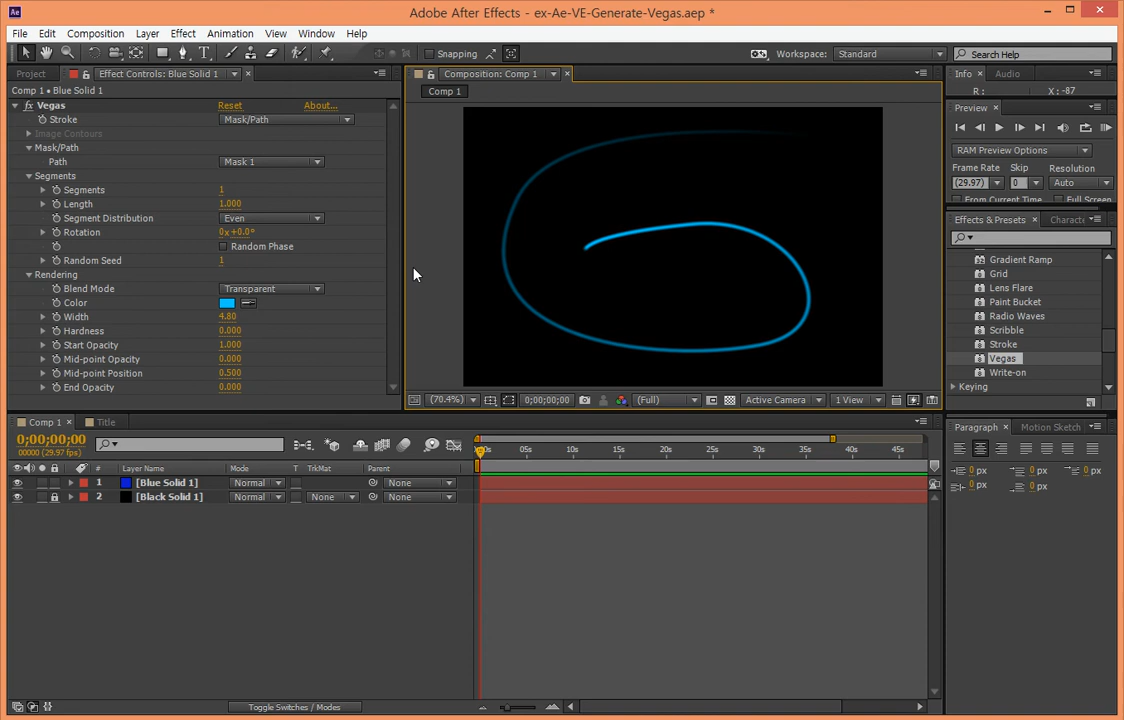 Ae
Adobe After Effects - ex-Ae-VE-Generate-Vegas.aep *
File Edit Composition Layer Effect Animation View Window Help
Snapping
Workspace: Standard
Search Help
Project
Effect Controls: Blue Solid 1
Comp 1 • Blue Solid 1
fx Vegas Reset About...
Stroke Mask/Path
Image Contours
Mask/Path
Path Mask 1
Segments
Segments 1
Length 1.000
Segment Distribution Even
Rotation 0x+0.0°
Random Phase
Random Seed 1
Rendering
Blend Mode Transparent
Color
Width 4.80
Hardness 0.000
Start Opacity 1.000
Mid-point Opacity 0.000
Mid-point Position 0.500
End Opacity 0.000
Composition: Comp 1
Comp 1
(70.4%) 0;00;00;00 (Full) Active Camera 1 View
Info Audio
R : X : -87
Preview
RAM Preview Options
Frame Rate Skip Resolution
(29.97) 0 Auto
From Current Time Full Screen
Effects & Presets
Gradient Ramp
Grid
Lens Flare
Paint Bucket
Radio Waves
Scribble
Stroke
Vegas
Write-on
Keying
Paragraph Motion Sketch
0 px 0 px 0 px
0 px 0 px
Comp 1 Title
0;00;00;00
00000 (29.97 fps)
# Layer Name Mode T TrkMat Parent
1 [Blue Solid 1] Normal None
2 [Black Solid 1] Normal None None
05s 10s 15s 20s 25s 30s 35s 40s 45s
Toggle Switches / Modes